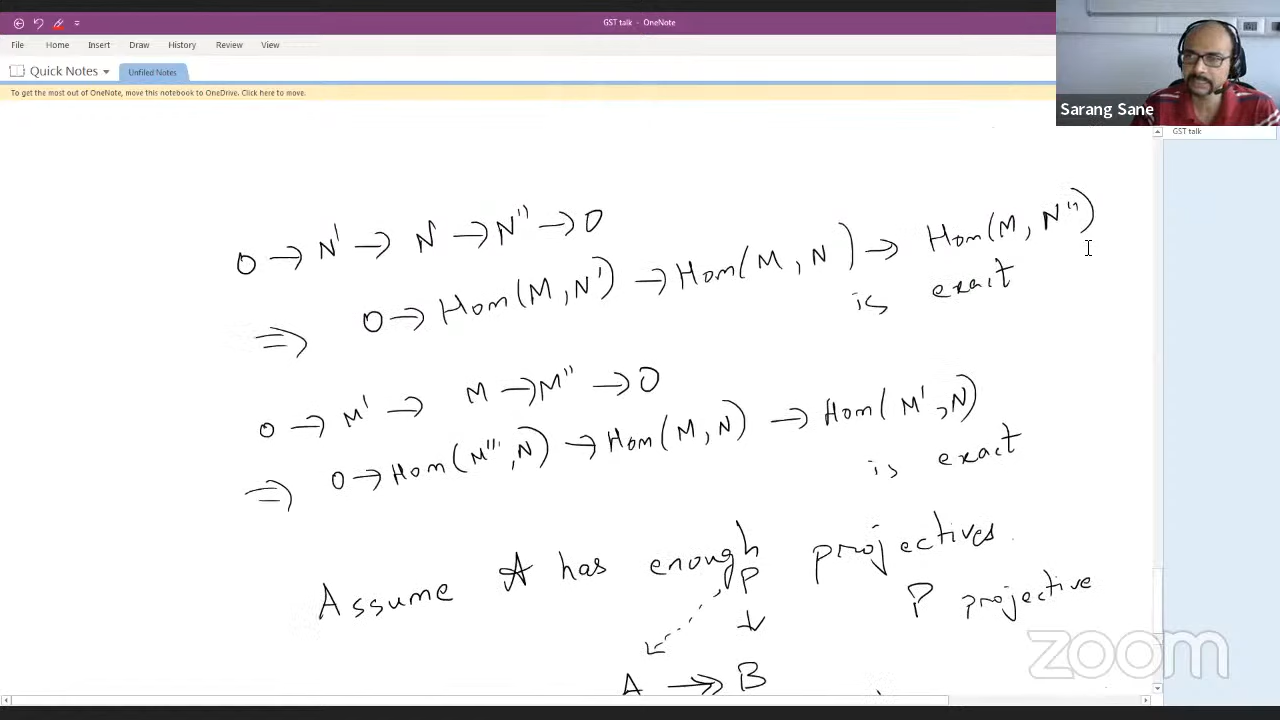 GST talk - OneNote
File Home Insert Draw History Review View
Quick Notes Unfiled Notes
To get the most out of OneNote, move this notebook to OneDrive. Click here to move.
Sarang Sane
GST talk
0 → N' → N → N'' → 0
⇒ 0 → Hom(M, N') → Hom(M, N) → Hom(M, N'')
is exact
0 → M' → M → M'' → 0
⇒ 0 → Hom(M'', N) → Hom(M, N) → Hom(M', N)
is exact
Assume A has enough projectives.
P P projective
↓
A ↠ B
zoom